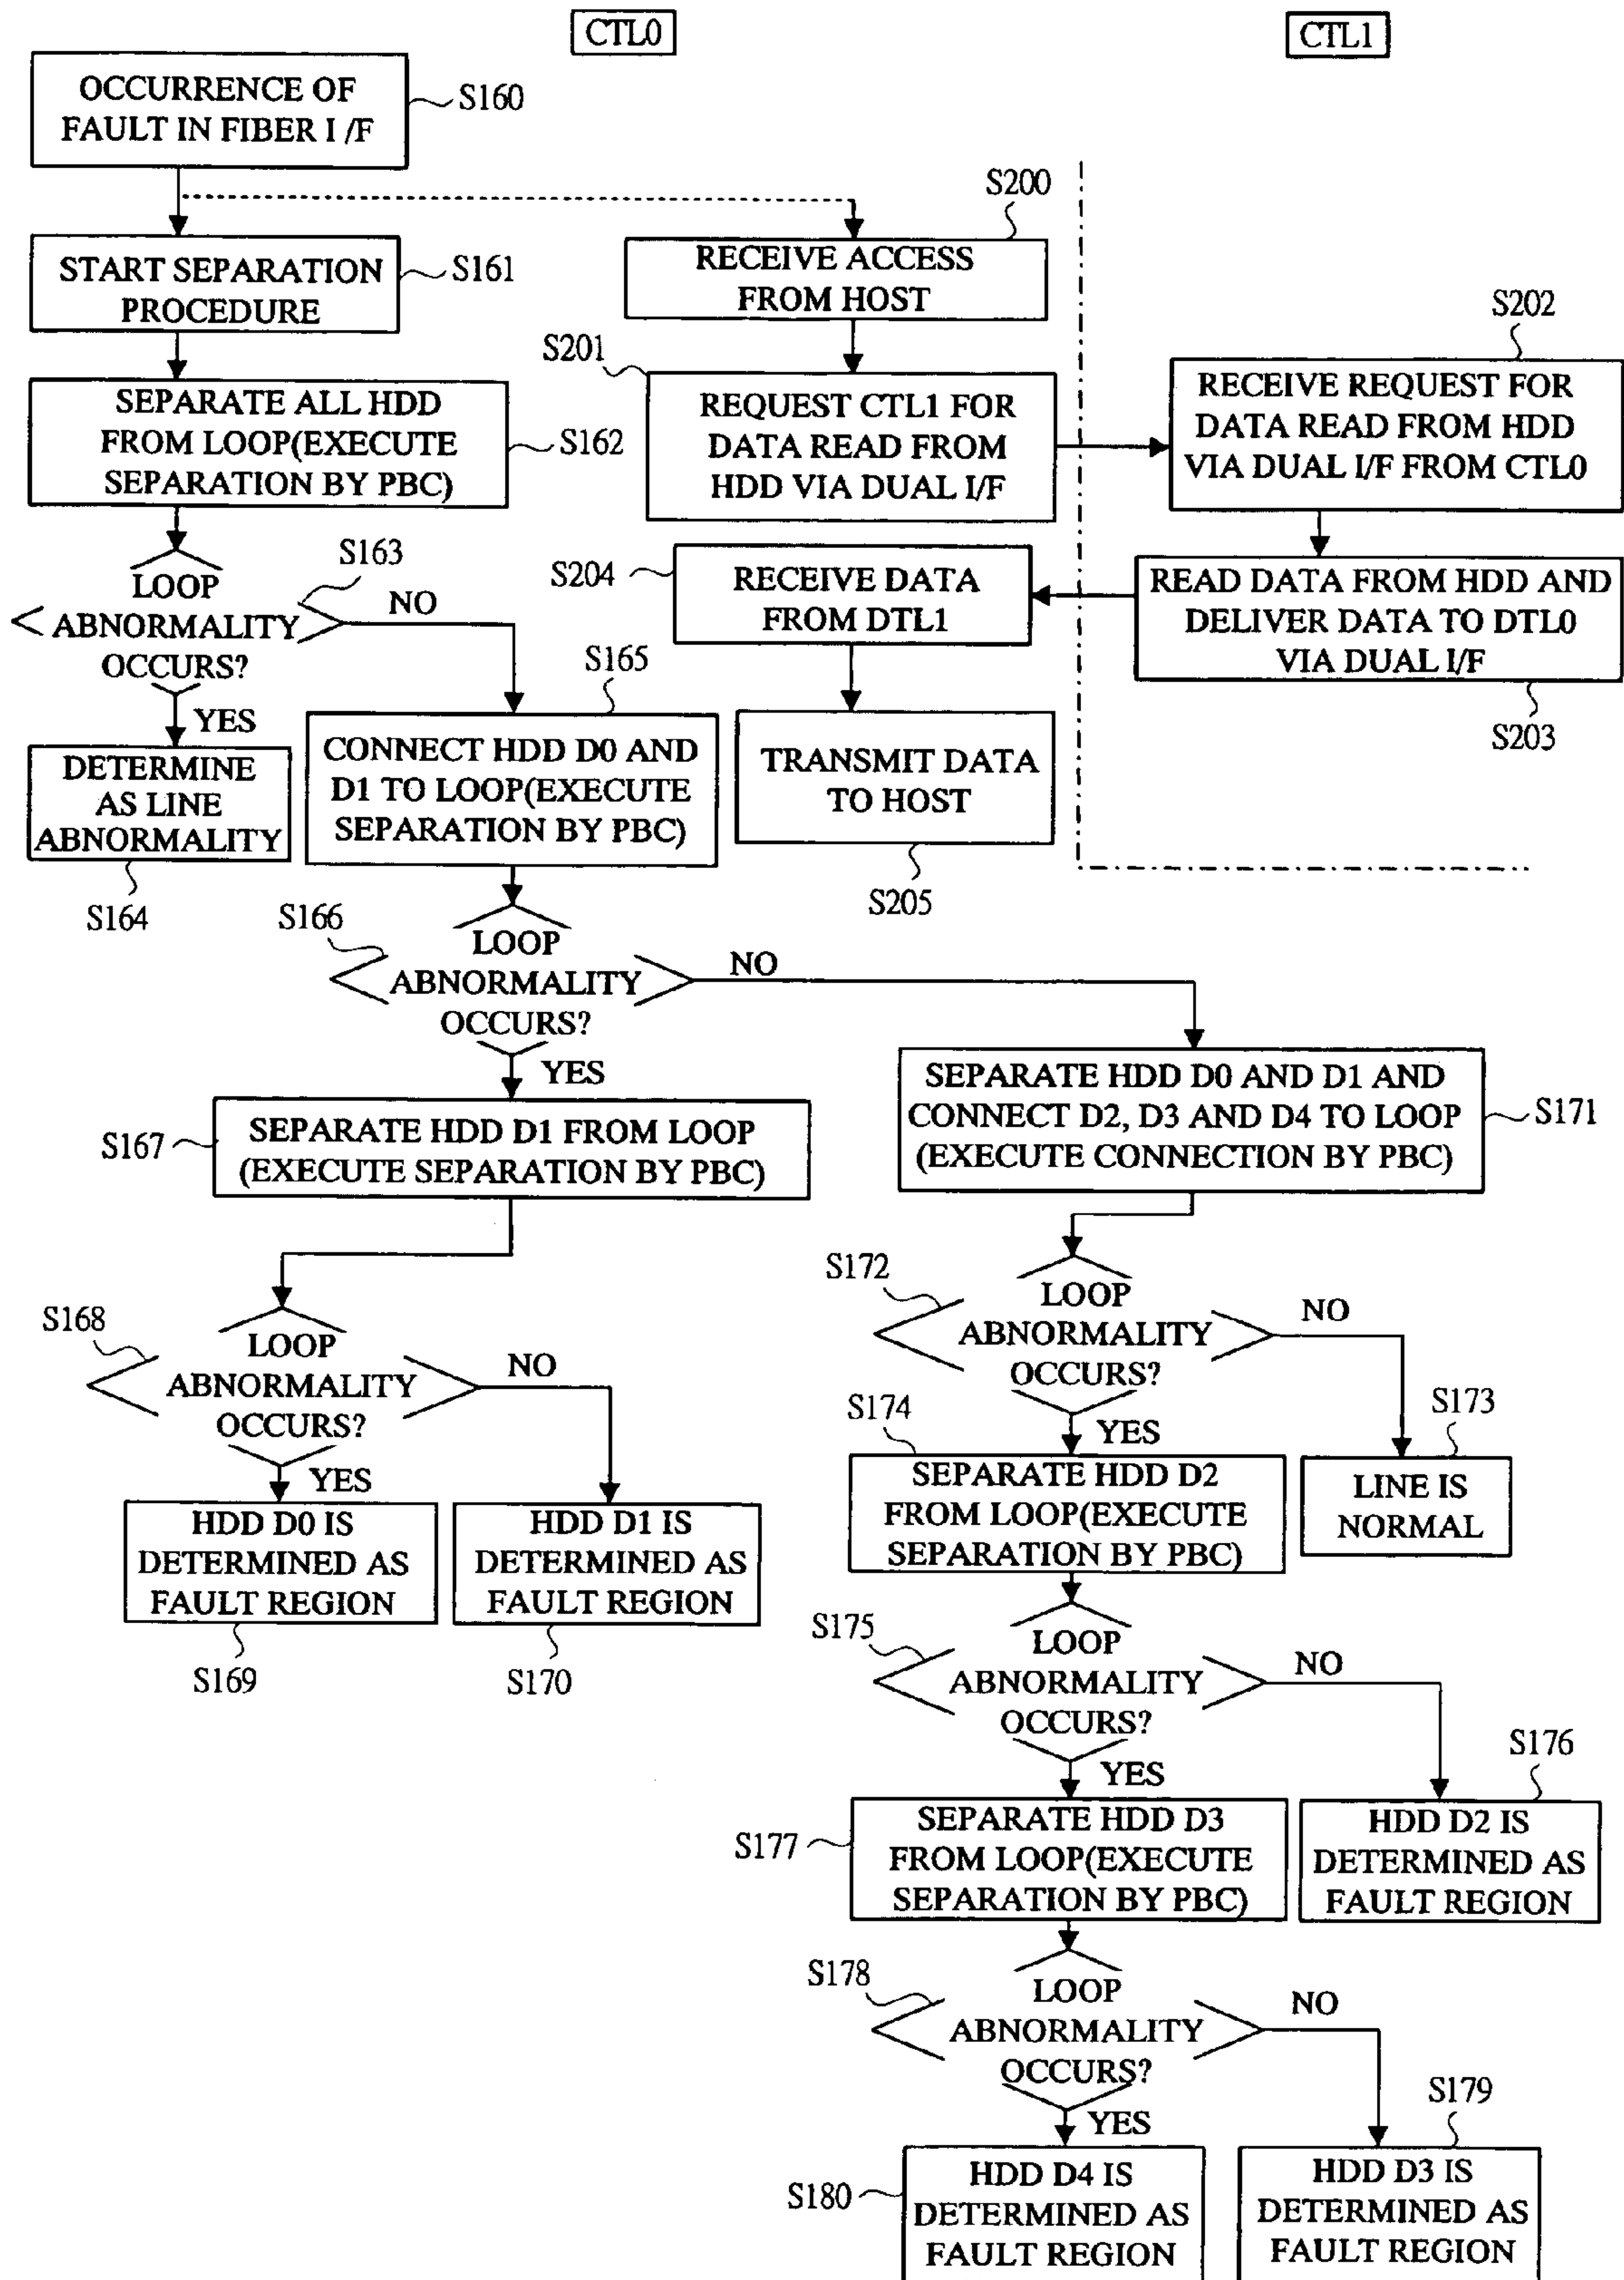 CTL0
CTL1
OCCURRENCE OF
FAULT IN FIBER I /F
S160
S200
START SEPARATION
PROCEDURE
S161
RECEIVE ACCESS
FROM HOST
S202
S201
SEPARATE ALL HDD
FROM LOOP(EXECUTE
SEPARATION BY PBC)
S162
REQUEST CTL1 FOR
DATA READ FROM
HDD VIA DUAL I/F
RECEIVE REQUEST FOR
DATA READ FROM HDD
VIA DUAL I/F FROM CTL0
S163
LOOP
ABNORMALITY
OCCURS?
NO
YES
S204
RECEIVE DATA
FROM DTL1
READ DATA FROM HDD AND
DELIVER DATA TO DTL0
VIA DUAL I/F
S203
S165
DETERMINE
AS LINE
ABNORMALITY
S164
CONNECT HDD D0 AND
D1 TO LOOP(EXECUTE
SEPARATION BY PBC)
TRANSMIT DATA
TO HOST
S205
S166
LOOP
ABNORMALITY
OCCURS?
NO
YES
S167
SEPARATE HDD D1 FROM LOOP
(EXECUTE SEPARATION BY PBC)
SEPARATE HDD D0 AND D1 AND
CONNECT D2, D3 AND D4 TO LOOP
(EXECUTE CONNECTION BY PBC)
S171
S168
LOOP
ABNORMALITY
OCCURS?
NO
YES
S172
LOOP
ABNORMALITY
OCCURS?
NO
YES
S173
LINE IS
NORMAL
S174
SEPARATE HDD D2
FROM LOOP(EXECUTE
SEPARATION BY PBC)
HDD D0 IS
DETERMINED AS
FAULT REGION
S169
HDD D1 IS
DETERMINED AS
FAULT REGION
S170
S175
LOOP
ABNORMALITY
OCCURS?
NO
YES
S176
HDD D2 IS
DETERMINED AS
FAULT REGION
S177
SEPARATE HDD D3
FROM LOOP(EXECUTE
SEPARATION BY PBC)
S178
LOOP
ABNORMALITY
OCCURS?
NO
YES
S179
S180
HDD D4 IS
DETERMINED AS
FAULT REGION
HDD D3 IS
DETERMINED AS
FAULT REGION